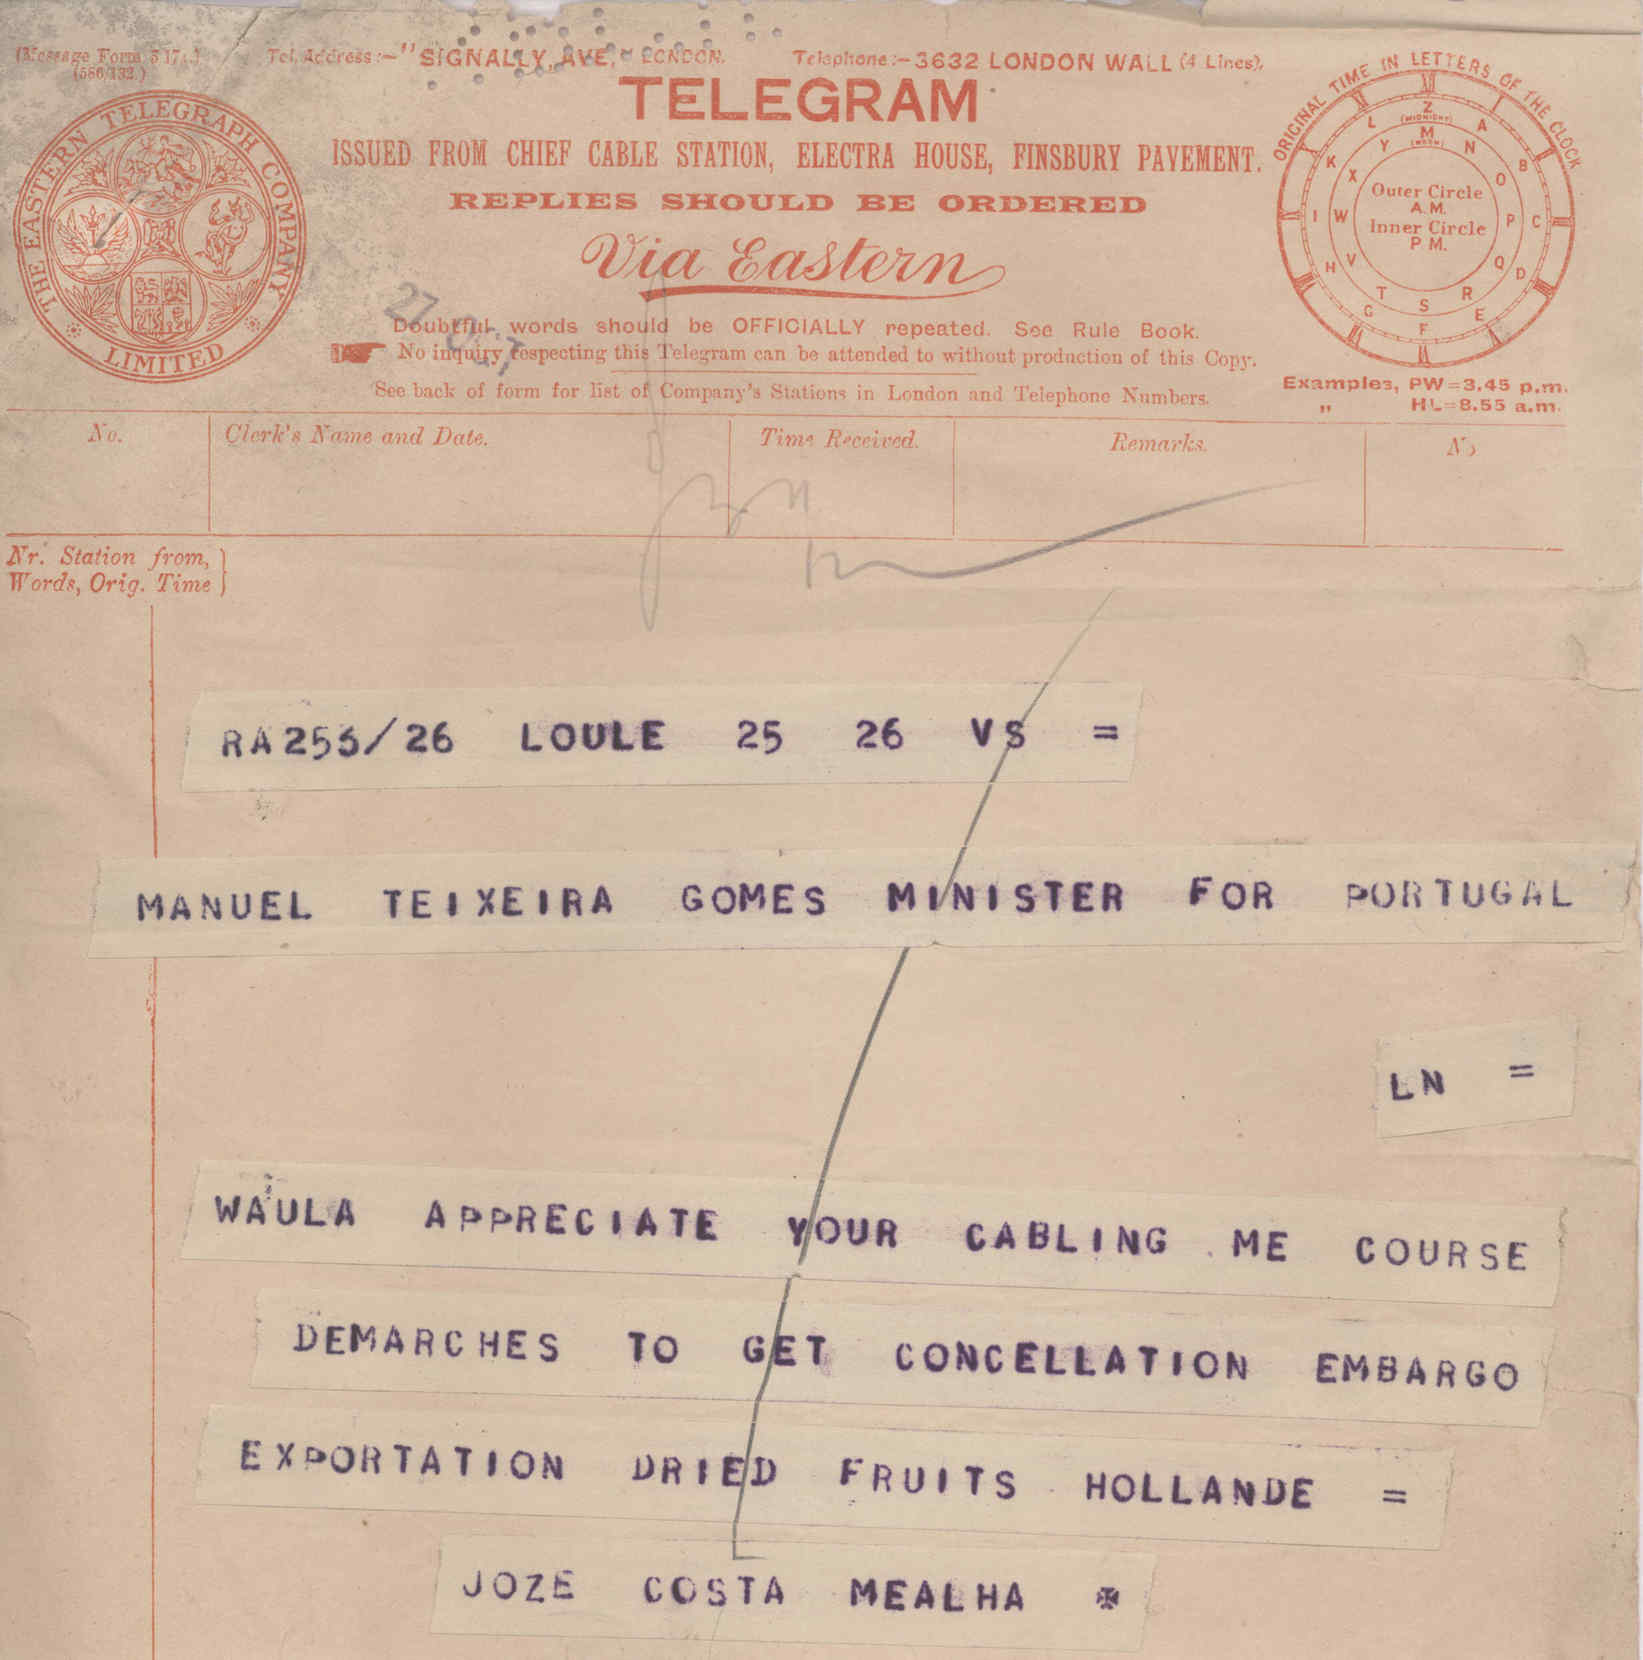 Tel. Address:—"SIGNALLY, AVE," LONDON.
Telephone:—3632 LONDON WALL (4 Lines).
(Message Form
THE EASTERN TELEGRAPH COMPANY LIMITED
TELEGRAM
ISSUED FROM CHIEF CABLE STATION, ELECTRA HOUSE, FINSBURY PAVEMENT.
REPLIES SHOULD BE ORDERED
Via Eastern
27 OCT
Doubtful words should be OFFICIALLY repeated. See Rule Book.
No inquiry respecting this Telegram can be attended to without production of this Copy.
See back of form for list of Company's Stations in London and Telephone Numbers.
ORIGINAL TIME IN LETTERS OF THE CLOCK
Z (MIDNIGHT) A B C D E F G H I K L
M (NOON) N O P Q R S T V W X Y
Outer Circle
A.M.
Inner Circle
P M.
Examples, PW=3.45 p.m.
" HL=8.55 a.m.
No. Clerk's Name and Date. Time Received. Remarks. No
Nr. Station from,
Words, Orig. Time
RA253/26 LOULE 25 26 VS =
MANUEL TEIXEIRA GOMES MINISTER FOR PORTUGAL
LN =
WAULA APPRECIATE YOUR CABLING ME COURSE
DEMARCHES TO GET CONCELLATION EMBARGO
EXPORTATION DRIED FRUITS HOLLANDE =
JOZE COSTA MEALHA